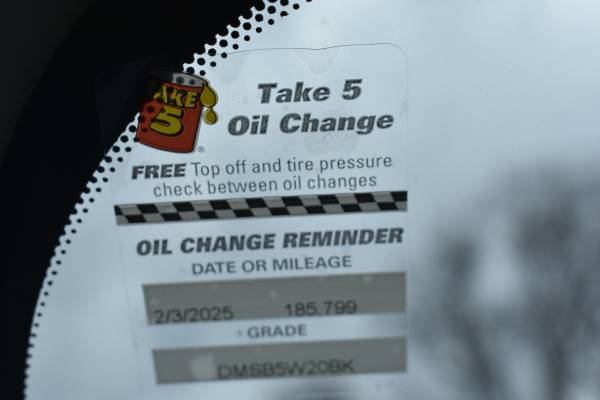 TAKE
5
Take 5
Oil Change
FREE Top off and tire pressure
check between oil changes
OIL CHANGE REMINDER
DATE OR MILEAGE
2/3/2025 185,799
GRADE
DMSB5W20BK